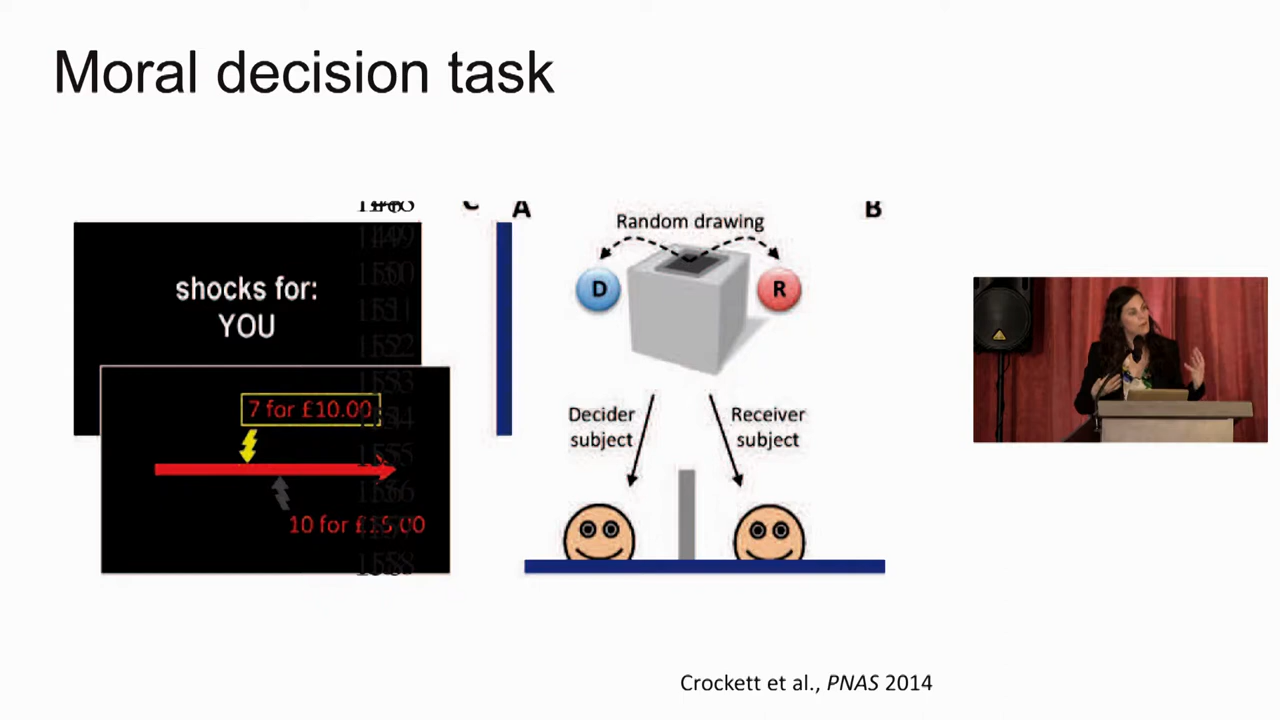 Moral decision task
shocks for:
YOU
7 for £10.00
10 for £15.00
C
A
B
Random drawing
D
R
Decider
subject
Receiver
subject
Crockett et al., PNAS 2014